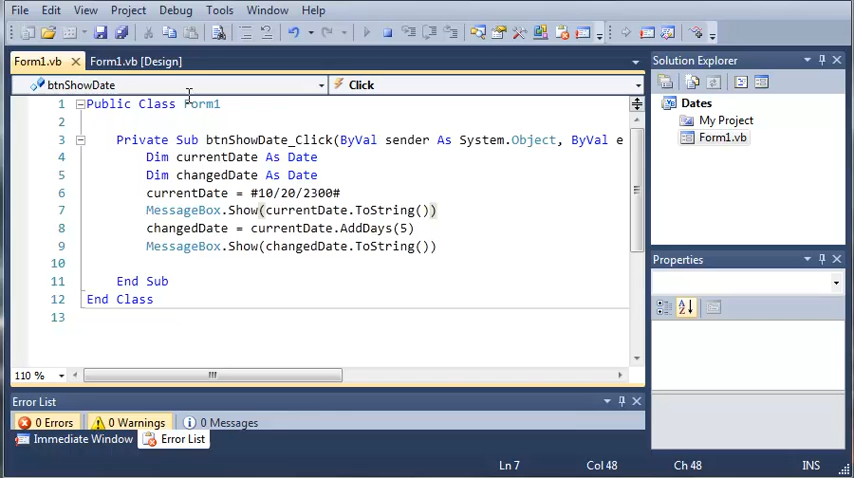 File View Project Debug Tools Window Help
Form1.vb Form1.vb [Design]
btnShowDate Click
1 Public Class Form1
2
3 Private Sub btnShowDate_Click(ByVal sender As System.Object, ByVal e
4 Dim currentDate As Date
5 Dim changedDate As Date
6 currentDate = #10/20/2300#
7 MessageBox.Show(currentDate.ToString())
8 changedDate = currentDate.AddDays(5)
9 MessageBox.Show(changedDate.ToString())
10
11 End Sub
12 End Class
13
110 %
Error List
0 Errors 0 Warnings 0 Messages
Immediate Window Error List
Ln 7 Col 48 Ch 48 INS
Solution Explorer
Dates
My Project
Form1.vb
Properties